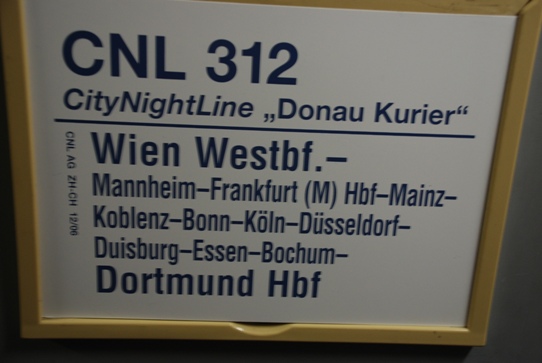 CNL 312
CityNightLine „Donau Kurier“
Wien Westbf.–
Mannheim–Frankfurt (M) Hbf–Mainz–
Koblenz–Bonn–Köln–Düsseldorf–
Duisburg–Essen–Bochum–
Dortmund Hbf
CNL AG ZH-CH 12/06